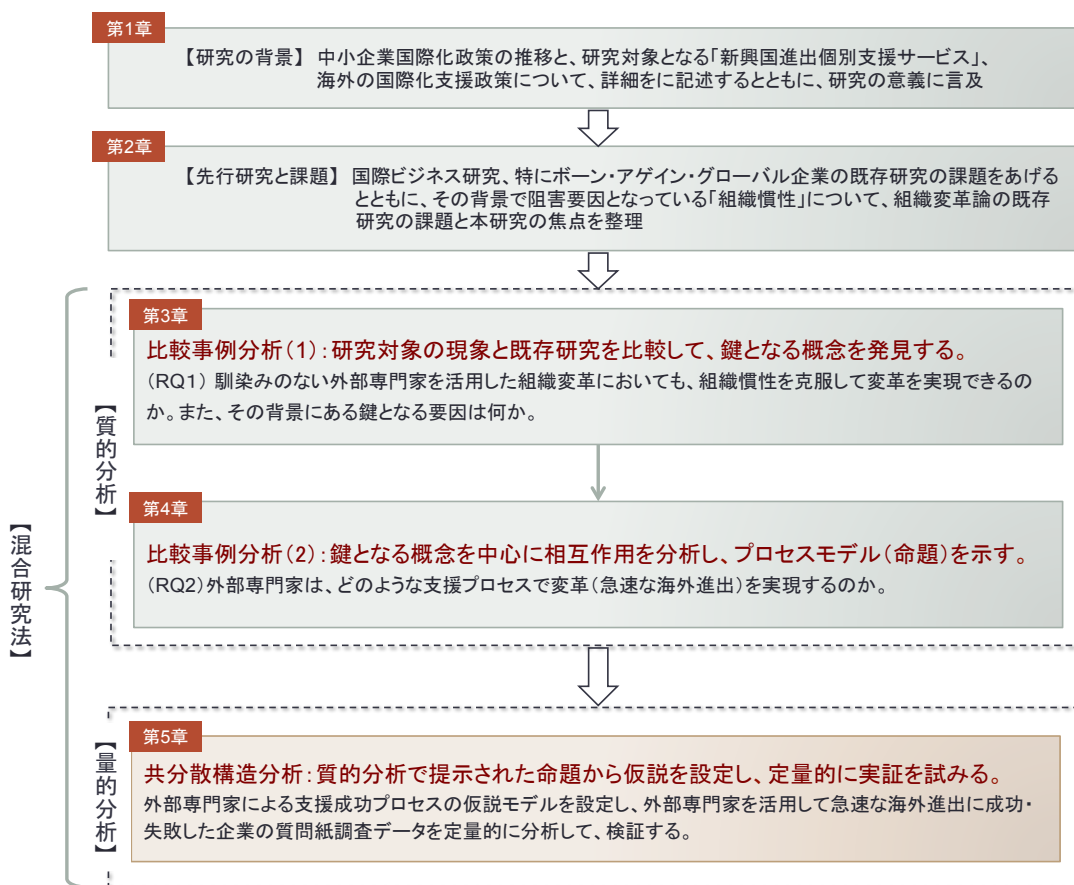 第1章
【研究の背景】 中小企業国際化政策の推移と、研究対象となる「新興国進出個別支援サービス」、
海外の国際化支援政策について、詳細をに記述するとともに、研究の意義に言及
第2章
【先行研究と課題】 国際ビジネス研究、特にボーン・アゲイン・グローバル企業の既存研究の課題をあげる
とともに、その背景で阻害要因となっている「組織慣性」について、組織変革論の既存
研究の課題と本研究の焦点を整理
【混合研究法】
【質的分析】
第3章
比較事例分析(1):研究対象の現象と既存研究を比較して、鍵となる概念を発見する。
(RQ1) 馴染みのない外部専門家を活用した組織変革においても、組織慣性を克服して変革を実現できるの
か。また、その背景にある鍵となる要因は何か。
第4章
比較事例分析(2):鍵となる概念を中心に相互作用を分析し、プロセスモデル(命題)を示す。
(RQ2)外部専門家は、どのような支援プロセスで変革(急速な海外進出)を実現するのか。
【量的分析】
第5章
共分散構造分析:質的分析で提示された命題から仮説を設定し、定量的に実証を試みる。
外部専門家による支援成功プロセスの仮説モデルを設定し、外部専門家を活用して急速な海外進出に成功・
失敗した企業の質問紙調査データを定量的に分析して、検証する。